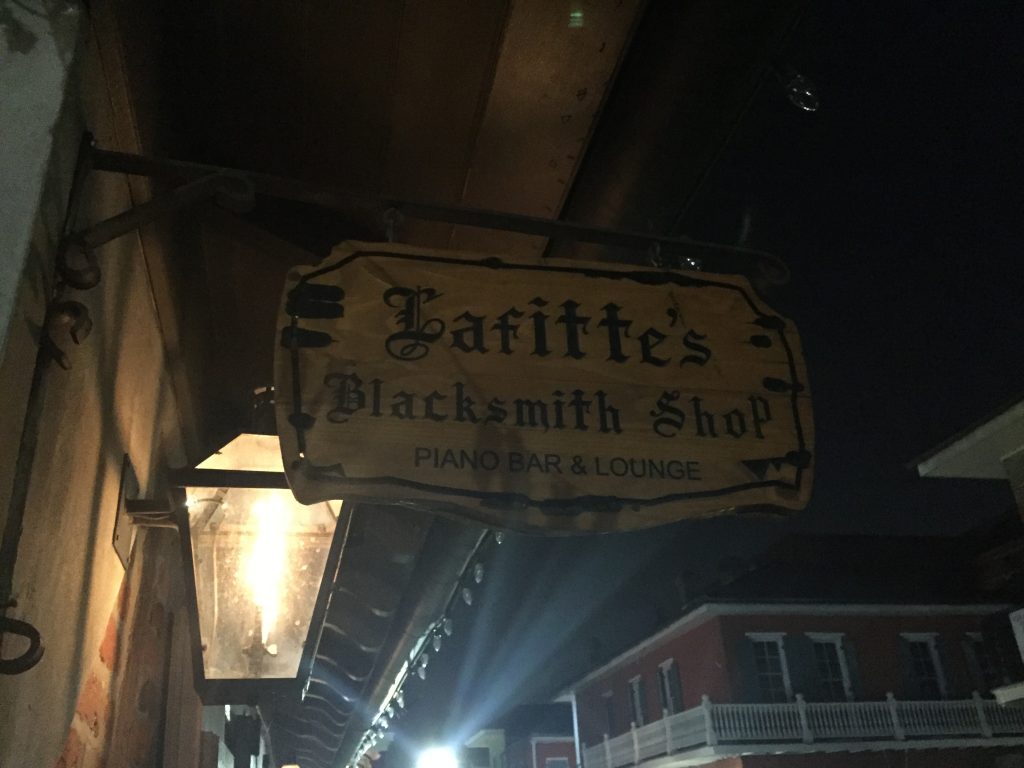 Lafitte's
Blacksmith Shop
PIANO BAR & LOUNGE